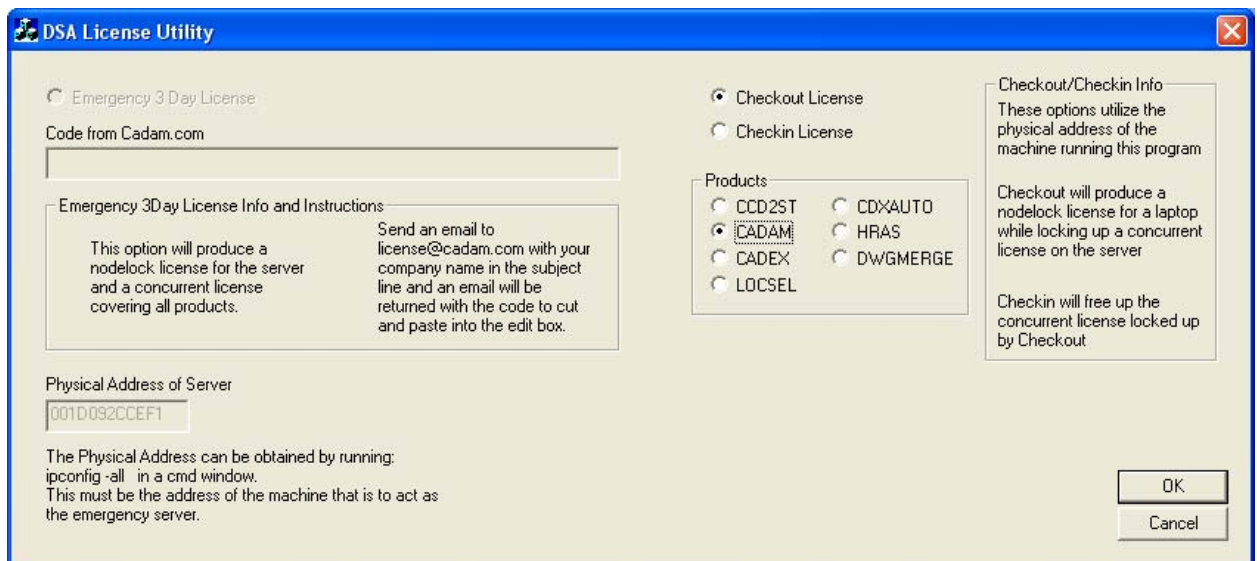 DSA License Utility
Emergency 3 Day License
Code from Cadam.com
Emergency 3Day License Info and Instructions
This option will produce a
nodelock license for the server
and a concurrent license
covering all products.
Send an email to
license@cadam.com with your
company name in the subject
line and an email will be
returned with the code to cut
and paste into the edit box.
Physical Address of Server
001D092CCEF1
The Physical Address can be obtained by running:
ipconfig -all in a cmd window.
This must be the address of the machine that is to act as
the emergency server.
Checkout License
Checkin License
Products
CCD2ST
CADAM
CADEX
LOCSEL
CDXAUTO
HRAS
DWGMERGE
Checkout/Checkin Info
These options utilize the
physical address of the
machine running this program
Checkout will produce a
nodelock license for a laptop
while locking up a concurrent
license on the server
Checkin will free up the
concurrent license locked up
by Checkout
OK
Cancel